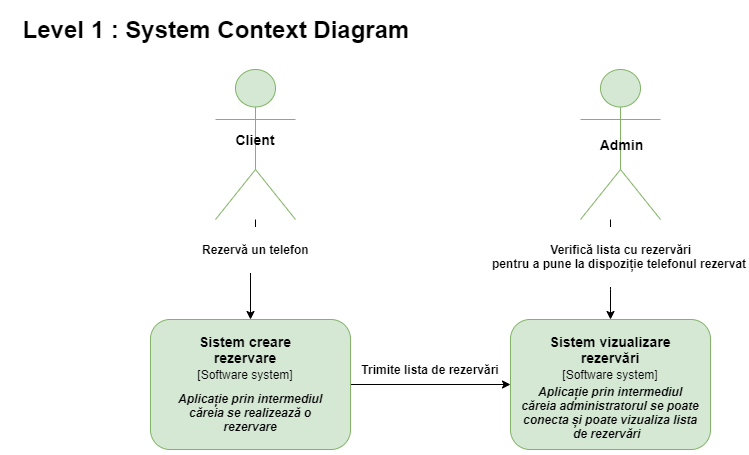 Level 1 : System Context Diagram
Client
Admin
Rezervă un telefon
Verifică lista cu rezervări
pentru a pune la dispoziție telefonul rezervat
Sistem creare
rezervare
[Software system]
Aplicație prin intermediul
căreia se realizează o
rezervare
Trimite lista de rezervări
Sistem vizualizare
rezervări
[Software system]
Aplicație prin intermediul
căreia administratorul se poate
conecta și poate vizualiza lista
de rezervări